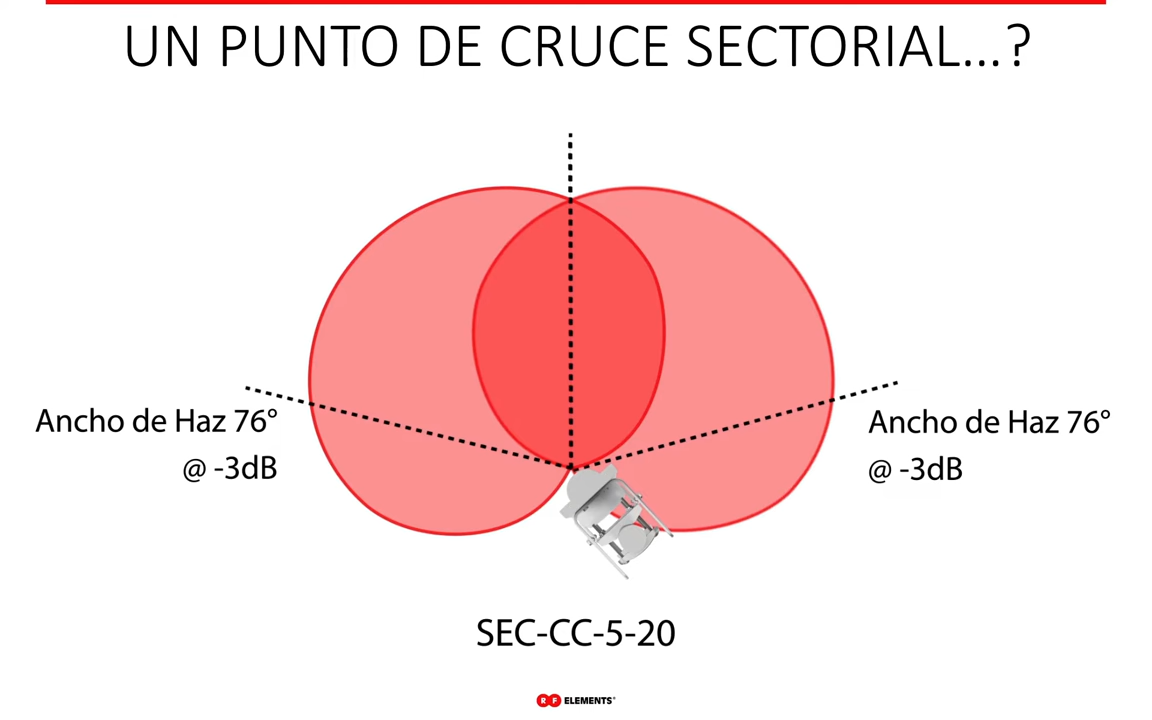 UN PUNTO DE CRUCE SECTORIAL...?
Ancho de Haz 76°
@ -3dB
Ancho de Haz 76°
@ -3dB
SEC-CC-5-20
RF ELEMENTS®